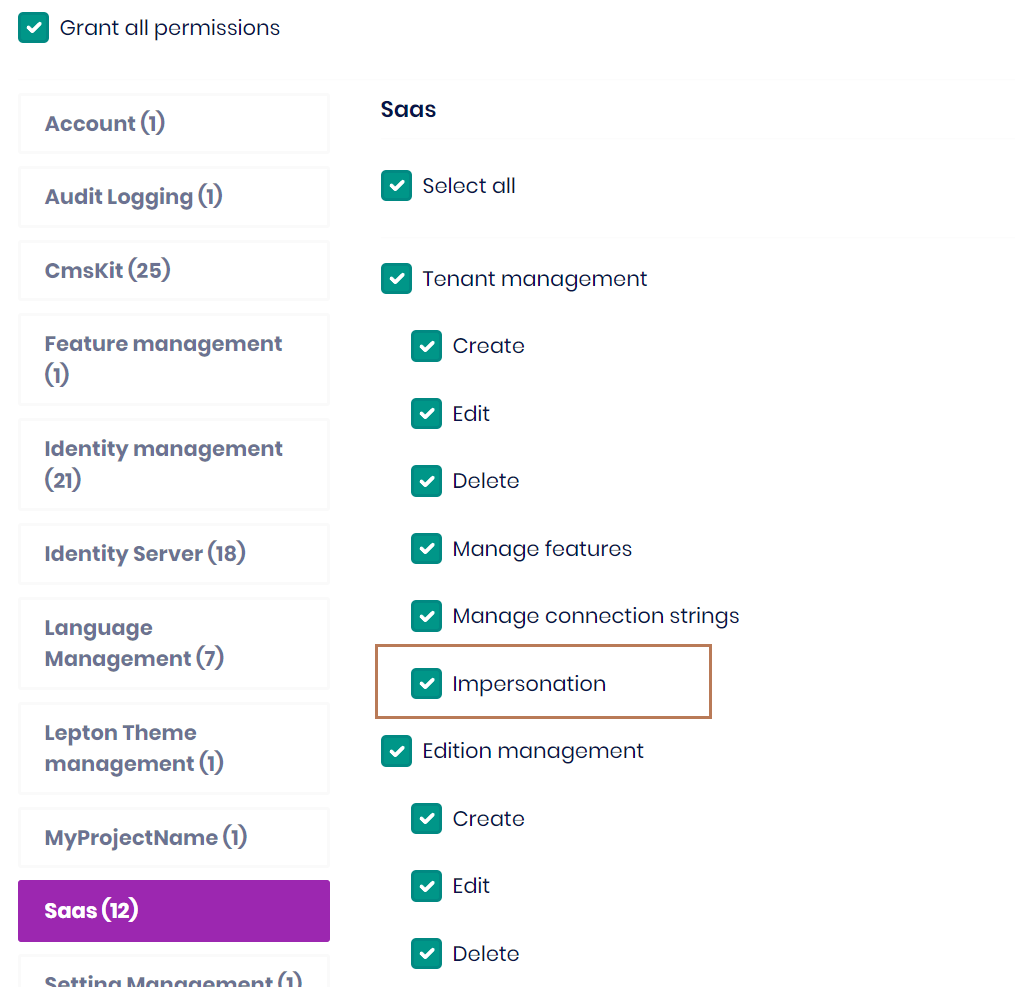 Grant all permissions
Account (1)
Audit Logging (1)
CmsKit (25)
Feature management
(1)
Identity management
(21)
Identity Server (18)
Language
Management (7)
Lepton Theme
management (1)
MyProjectName (1)
Saas (12)
Setting Management (1)
Saas
Select all
Tenant management
Create
Edit
Delete
Manage features
Manage connection strings
Impersonation
Edition management
Create
Edit
Delete